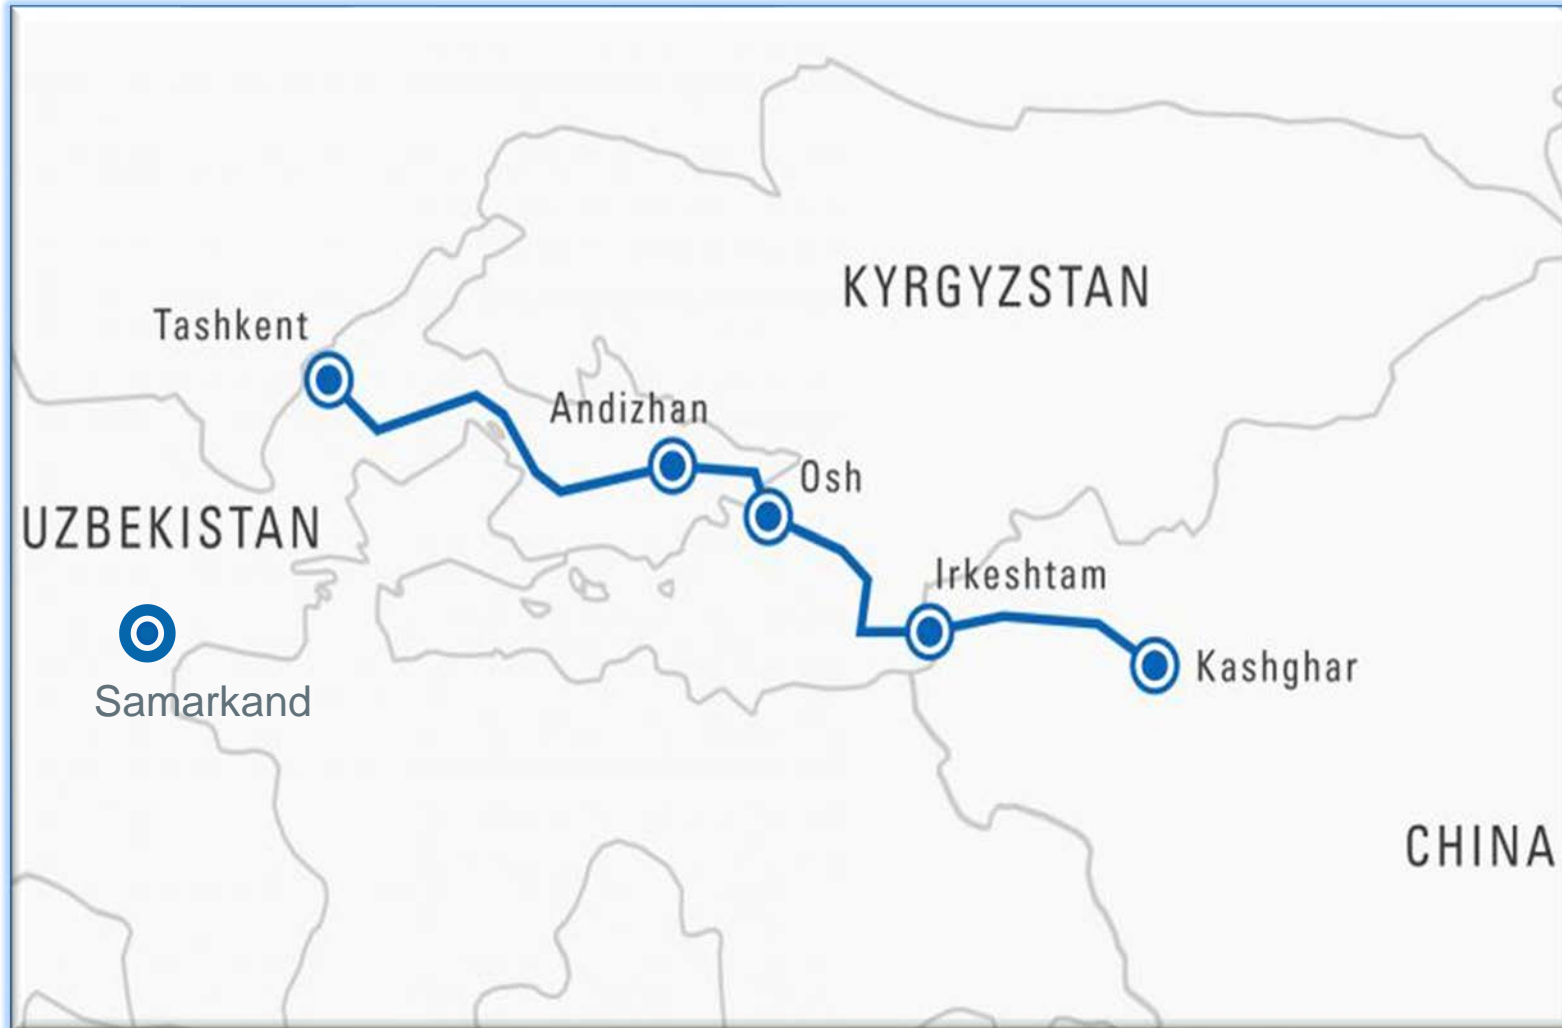 KYRGYZSTAN
Tashkent
Andizhan
Osh
UZBEKISTAN
Irkeshtam
Kashghar
Samarkand
CHINA